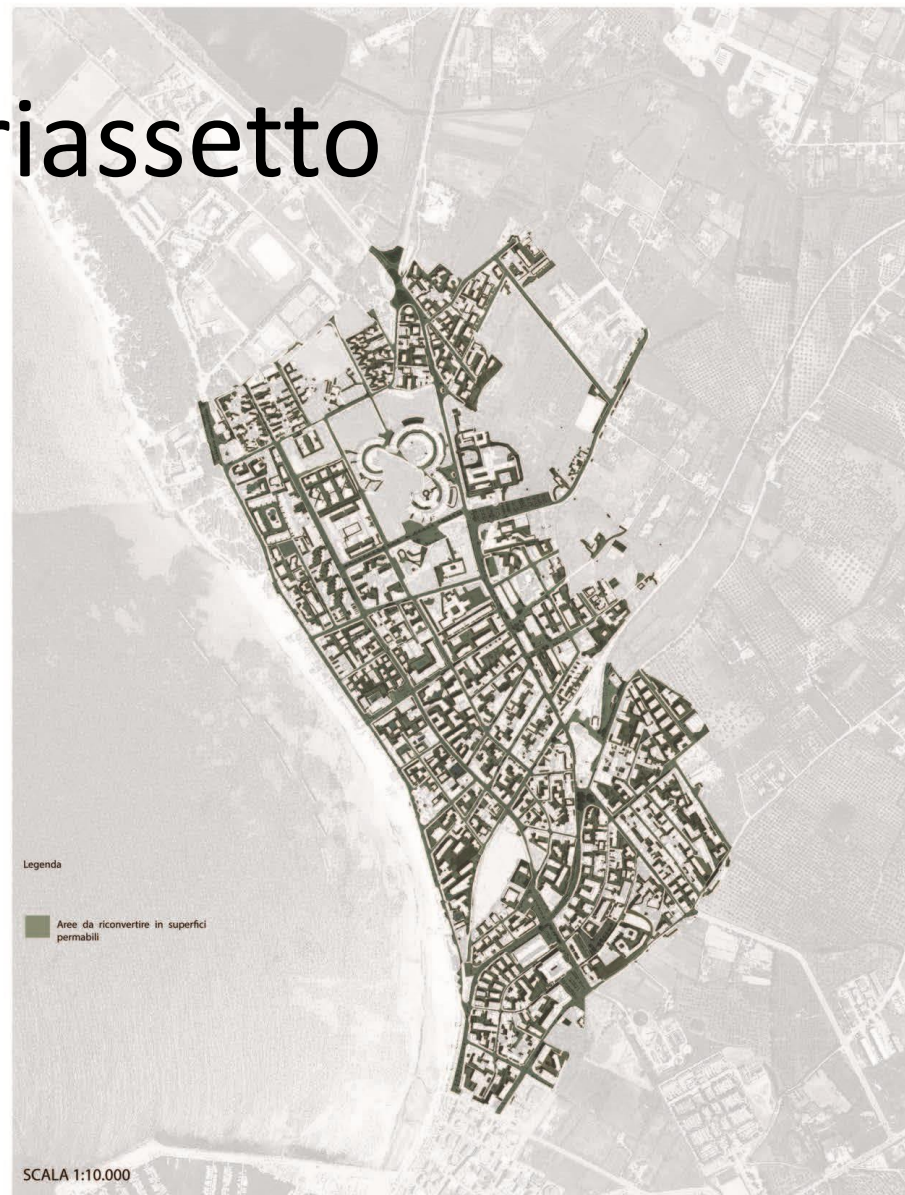 riassetto
Legenda
Aree da riconvertire in superfici
permabili
SCALA 1:10.000